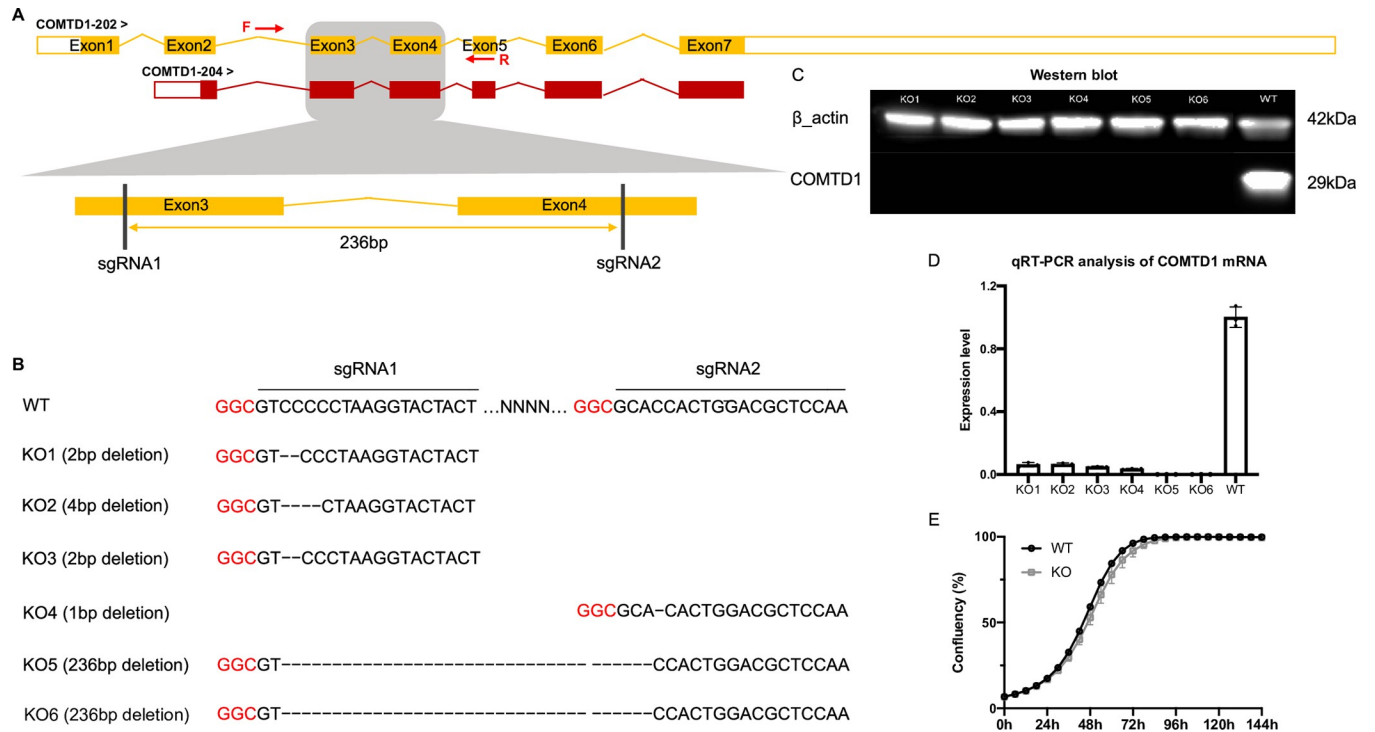 A
COMTD1-202 >
F
Exon1 Exon2 Exon3 Exon4 Exon5 Exon6 Exon7
R
COMTD1-204 >
Exon3 Exon4
236bp
sgRNA1 sgRNA2
B
sgRNA1 sgRNA2
WT GGCGTCCCCCTAAGGTACTACT ...NNNN... GGCGCACCACTGGACGCTCCAA
KO1 (2bp deletion) GGCGT--CCCTAAGGTACTACT
KO2 (4bp deletion) GGCGT----CTAAGGTACTACT
KO3 (2bp deletion) GGCGT--CCCTAAGGTACTACT
KO4 (1bp deletion) GGCGCA-CACTGGACGCTCCAA
KO5 (236bp deletion) GGCGT------------------------------- ------CCACTGGACGCTCCAA
KO6 (236bp deletion) GGCGT------------------------------- ------CCACTGGACGCTCCAA
C
Western blot
KO1 KO2 KO3 KO4 KO5 KO6 WT
β_actin 42kDa
COMTD1 29kDa
D
qRT-PCR analysis of COMTD1 mRNA
Expression level
1.2
0.8
0.4
0.0
KO1 KO2 KO3 KO4 KO5 KO6 WT
E
Confluency (%)
100
50
0
WT
KO
0h 24h 48h 72h 96h 120h 144h